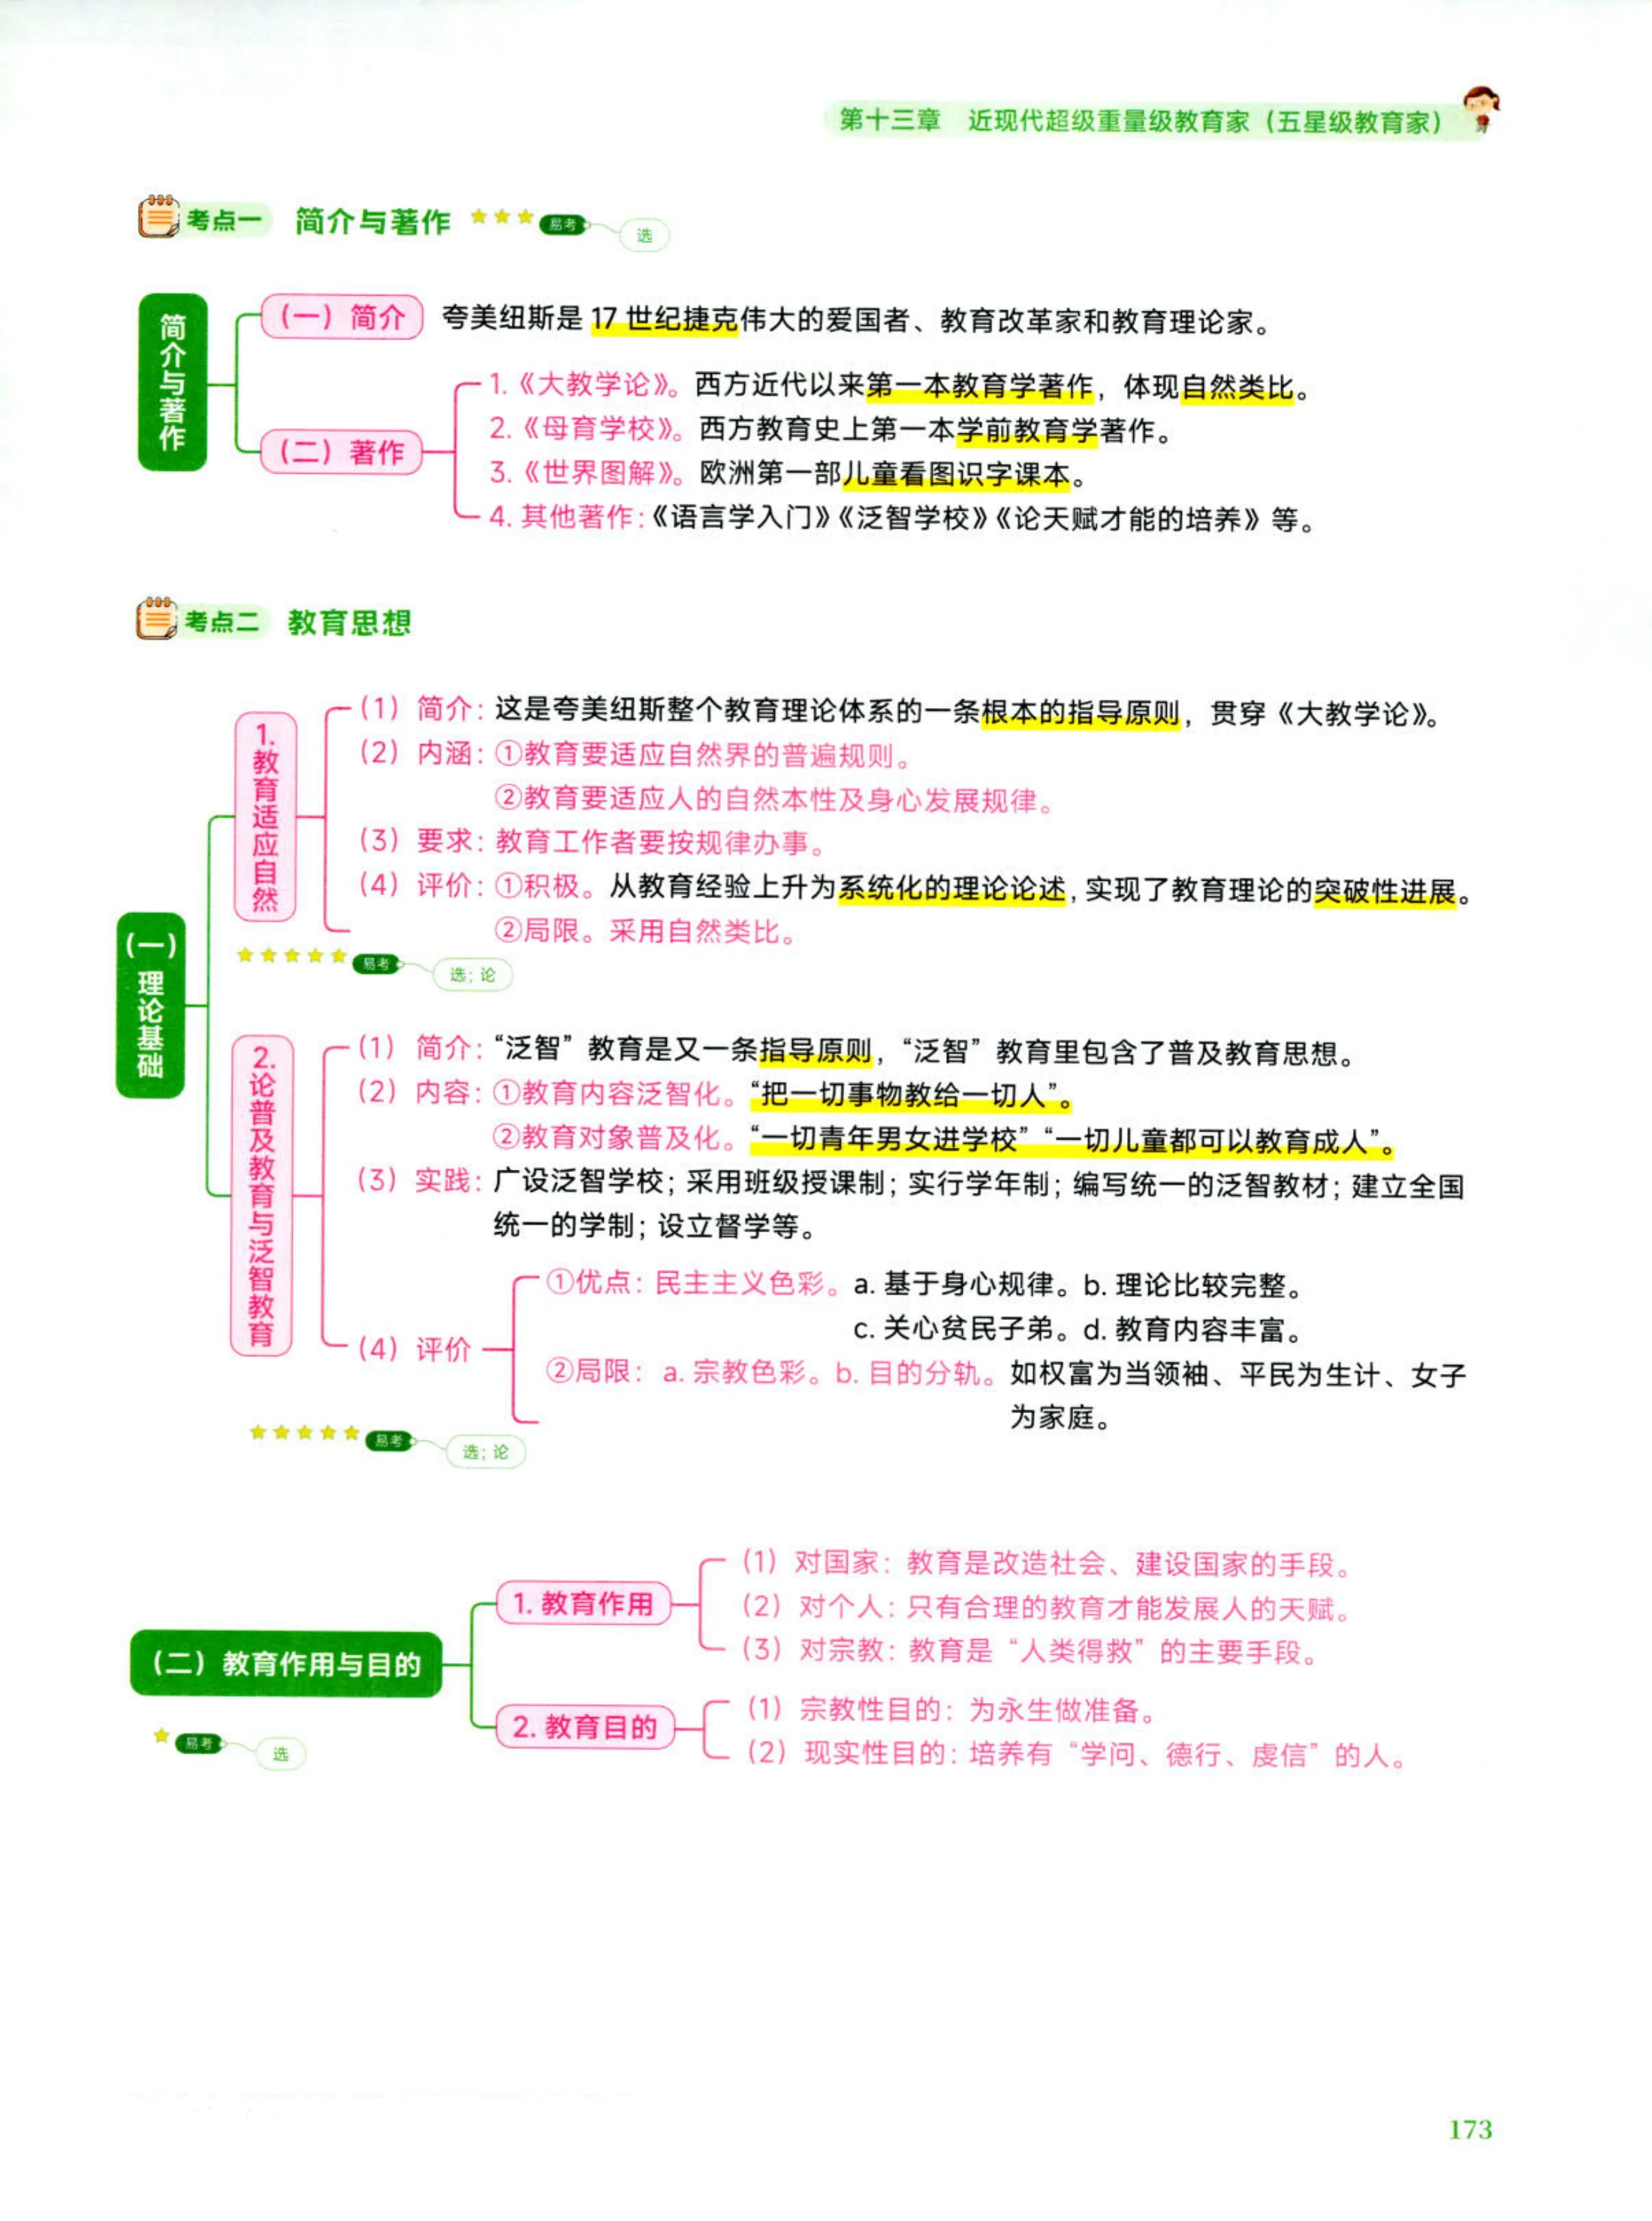 第十三章 近现代超级重量级教育家（五星级教育家）
考点一 简介与著作 易考 选
简介与著作
（一）简介 夸美纽斯是 17 世纪捷克伟大的爱国者、教育改革家和教育理论家。
（二）著作
1.《大教学论》。西方近代以来第一本教育学著作，体现自然类比。
2.《母育学校》。西方教育史上第一本学前教育学著作。
3.《世界图解》。欧洲第一部儿童看图识字课本。
4. 其他著作：《语言学入门》《泛智学校》《论天赋才能的培养》等。
考点二 教育思想
（一）理论基础
1. 教育适应自然
（1）简介：这是夸美纽斯整个教育理论体系的一条根本的指导原则，贯穿《大教学论》。
（2）内涵：①教育要适应自然界的普遍规则。
②教育要适应人的自然本性及身心发展规律。
（3）要求：教育工作者要按规律办事。
（4）评价：①积极。从教育经验上升为系统化的理论论述，实现了教育理论的突破性进展。
②局限。采用自然类比。
易考 选；论
2. 论普及教育与泛智教育
（1）简介：“泛智”教育是又一条指导原则，“泛智”教育里包含了普及教育思想。
（2）内容：①教育内容泛智化。“把一切事物教给一切人”。
②教育对象普及化。“一切青年男女进学校”“一切儿童都可以教育成人”。
（3）实践：广设泛智学校；采用班级授课制；实行学年制；编写统一的泛智教材；建立全国
统一的学制；设立督学等。
（4）评价
①优点：民主主义色彩。a. 基于身心规律。b. 理论比较完整。
c. 关心贫民子弟。d. 教育内容丰富。
②局限：a. 宗教色彩。b. 目的分轨。如权富为当领袖、平民为生计、女子
为家庭。
易考 选；论
（二）教育作用与目的
1. 教育作用
（1）对国家：教育是改造社会、建设国家的手段。
（2）对个人：只有合理的教育才能发展人的天赋。
（3）对宗教：教育是“人类得救”的主要手段。
2. 教育目的
（1）宗教性目的：为永生做准备。
（2）现实性目的：培养有“学问、德行、虔信”的人。
易考 选
173